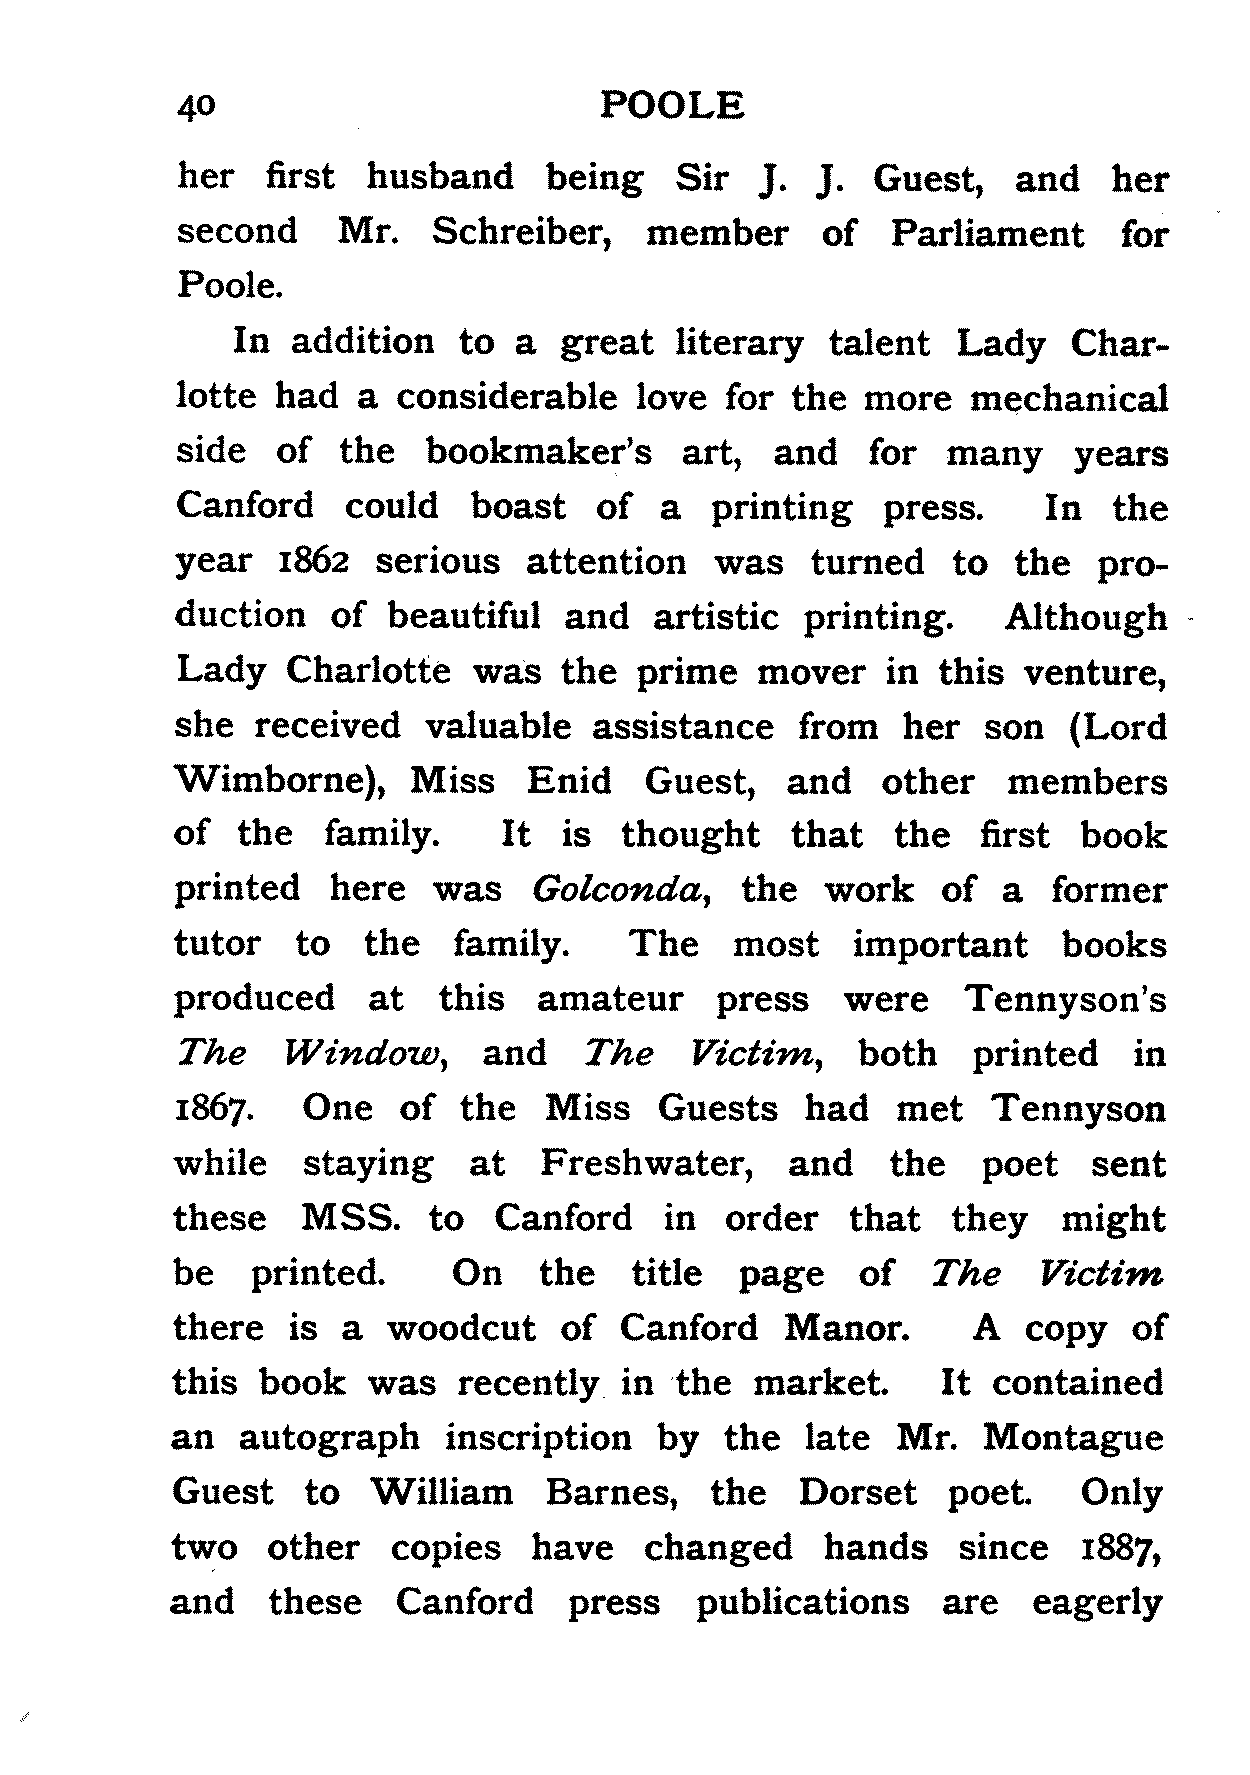 40 POOLE
her first husband being Sir J. J. Guest, and her
second Mr. Schreiber, member of Parliament for
Poole.
In addition to a great literary talent Lady Char-
lotte had a considerable love for the more mechanical
side of the bookmaker's art, and for many years
Canford could boast of a printing press. In the
year 1862 serious attention was turned to the pro-
duction of beautiful and artistic printing. Although
Lady Charlotte was the prime mover in this venture,
she received valuable assistance from her son (Lord
Wimborne), Miss Enid Guest, and other members
of the family. It is thought that the first book
printed here was Golconda, the work of a former
tutor to the family. The most important books
produced at this amateur press were Tennyson's
The Window, and The Victim, both printed in
1867. One of the Miss Guests had met Tennyson
while staying at Freshwater, and the poet sent
these MSS. to Canford in order that they might
be printed. On the title page of The Victim
there is a woodcut of Canford Manor. A copy of
this book was recently in the market. It contained
an autograph inscription by the late Mr. Montague
Guest to William Barnes, the Dorset poet. Only
two other copies have changed hands since 1887,
and these Canford press publications are eagerly